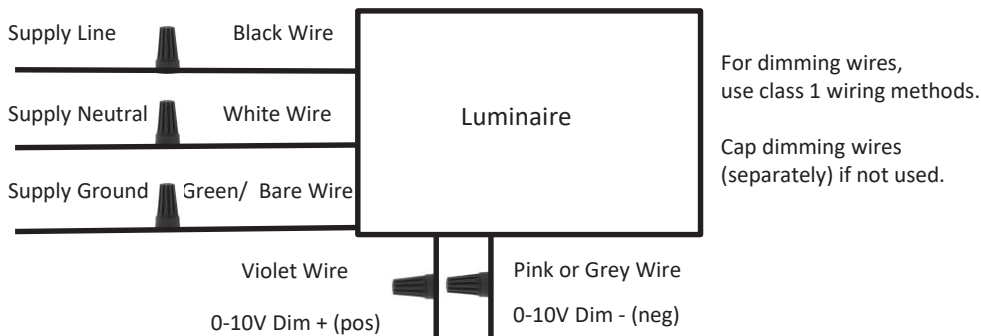 Supply Line Black Wire
Supply Neutral White Wire
Supply Ground Green/ Bare Wire
Luminaire
For dimming wires,
use class 1 wiring methods.
Cap dimming wires
(separately) if not used.
Violet Wire
0-10V Dim + (pos)
Pink or Grey Wire
0-10V Dim - (neg)